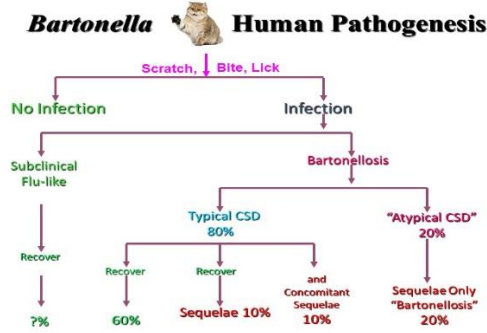 Bartonella Human Pathogenesis
Scratch, Bite, Lick
No Infection
Infection
Subclinical
Flu-like
Bartonellosis
Typical CSD
80%
"Atypical CSD"
20%
Recover
Recover
Recover
and
Concomitant
Sequelae
10%
Sequelae Only
"Bartonellosis"
20%
?%
60%
Sequelae 10%